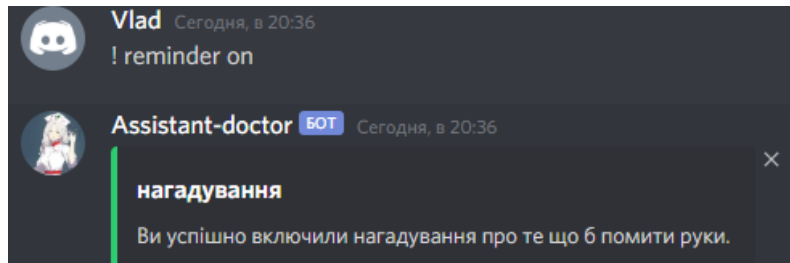 Vlad Сегодня, в 20:36
! reminder on
Assistant-doctor БОТ Сегодня, в 20:36
нагадування
Ви успішно включили нагадування про те що б помити руки.